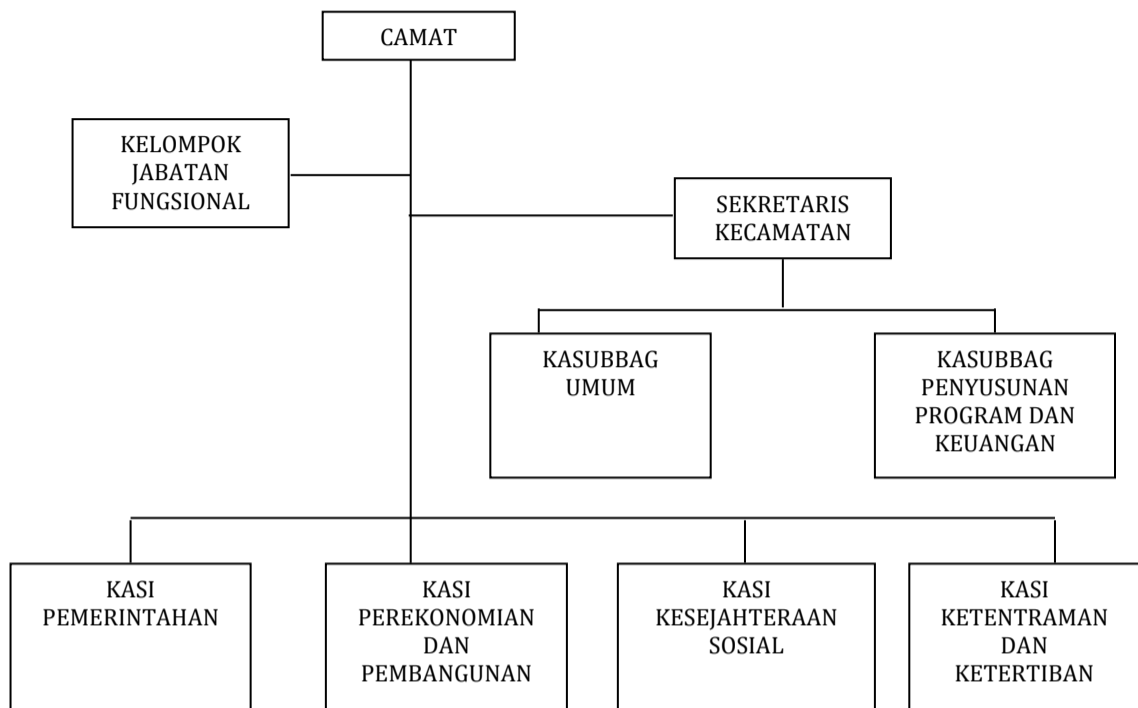 CAMAT
KELOMPOK
JABATAN
FUNGSIONAL
SEKRETARIS
KECAMATAN
KASUBBAG
UMUM
KASUBBAG
PENYUSUNAN
PROGRAM DAN
KEUANGAN
KASI
PEMERINTAHAN
KASI
PEREKONOMIAN
DAN
PEMBANGUNAN
KASI
KESEJAHTERAAN
SOSIAL
KASI
KETENTRAMAN
DAN
KETERTIBAN